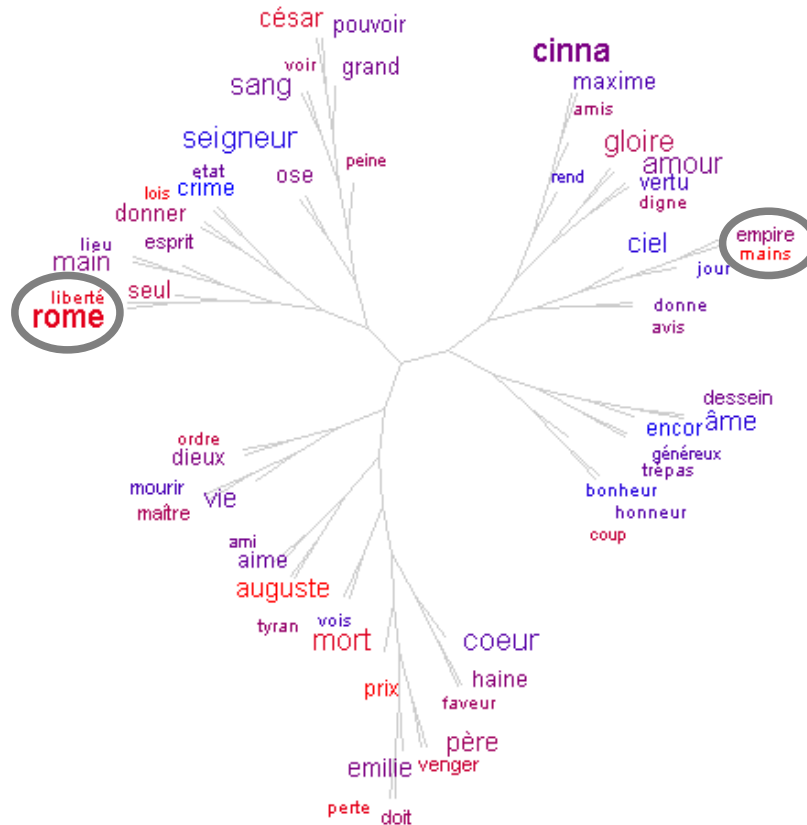 césar
pouvoir
voir
grand
sang
cinna
maxime
amis
seigneur
gloire
peine
amour
etat
ose
rend
vertu
lois
crime
digne
donner
lieu
esprit
ciel
empire
main
mains
jour
liberté
seul
rome
donne
avis
dessein
encor
âme
ordre
dieux
généreux
trépas
mourir
vie
bonheur
maître
honneur
coup
ami
aime
auguste
tyran
vois
mort
coeur
haine
prix
faveur
père
emilie
venger
perte
doit